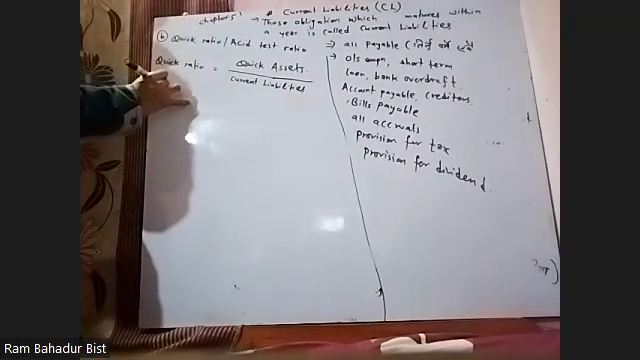 chapter 5
# Current Liabilities (CL)
→ Those obligation which matures within
a year is called Current Liabilities.
(b) Quick ratio / Acid test ratio
Quick ratio = Quick Assets
Current Liabilities
⇒ all payable (
→ o/s short term
loan, bank overdraft.
Account payable, creditors
Bills payable
all accruals
provision for tax
provision for dividend.
Ram Bahadur Bist